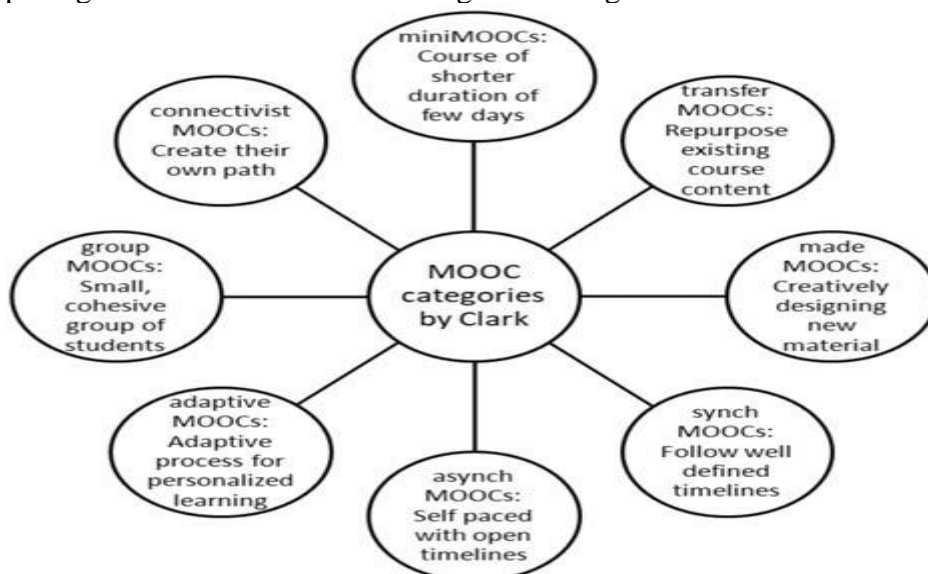 miniMOOCs:
Course of
shorter
duration of
few days
transfer
MOOCs:
Repurpose
existing
course
content
made
MOOCs:
Creatively
designing
new
material
synch
MOOCs:
Follow well
defined
timelines
asynch
MOOCs:
Self paced
with open
timelines
adaptive
MOOCs:
Adaptive
process for
personalized
learning
group
MOOCs:
Small,
cohesive
group of
students
connectivist
MOOCs:
Create their
own path
MOOC
categories
by Clark